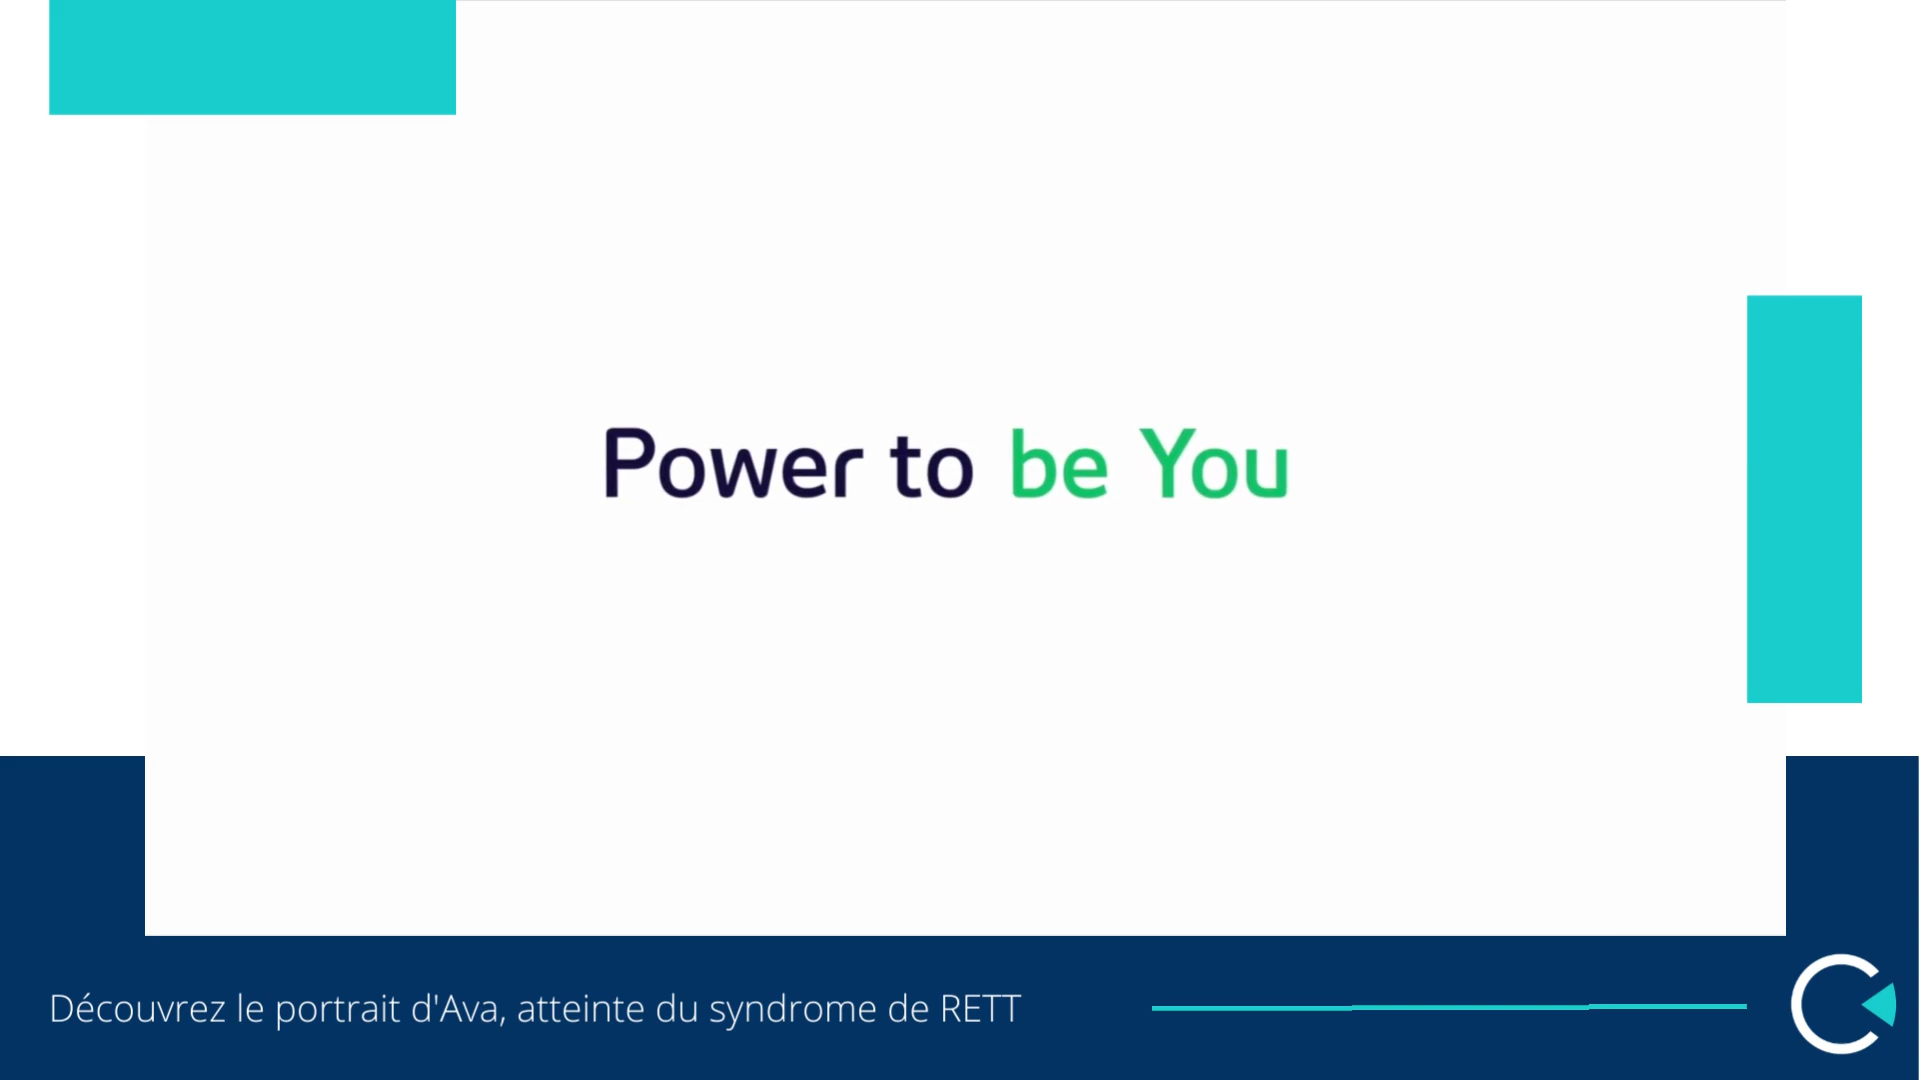 Power to be You
Découvrez le portrait d'Ava, atteinte du syndrome de RETT